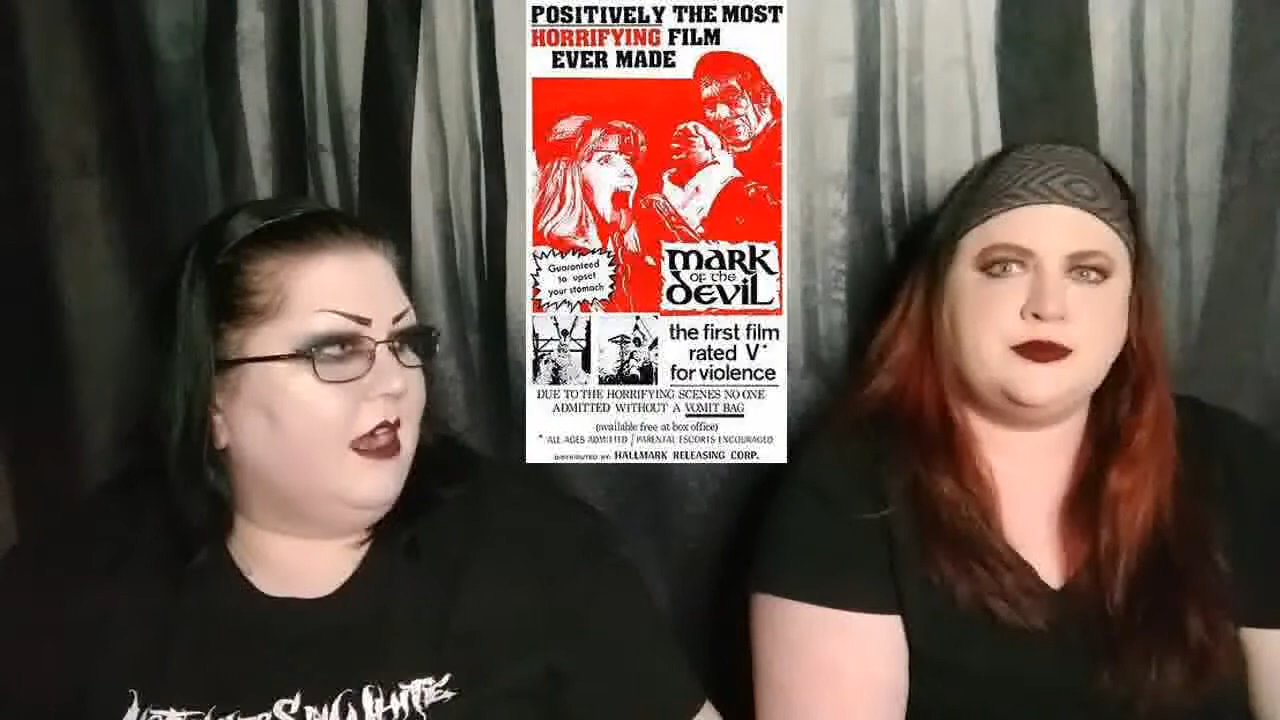 POSITIVELY THE MOST
HORRIFYING FILM
EVER MADE
Guaranteed
to upset
your stomach
MARK
OF THE
DEVIL
the first film
rated V*
for violence
DUE TO THE HORRIFYING SCENES NO ONE
ADMITTED WITHOUT A VOMIT BAG
(available free at box office)
* ALL AGES ADMITTED / PARENTAL ESCORTS ENCOURAGED
DISTRIBUTED BY: HALLMARK RELEASING CORP.
WHITE